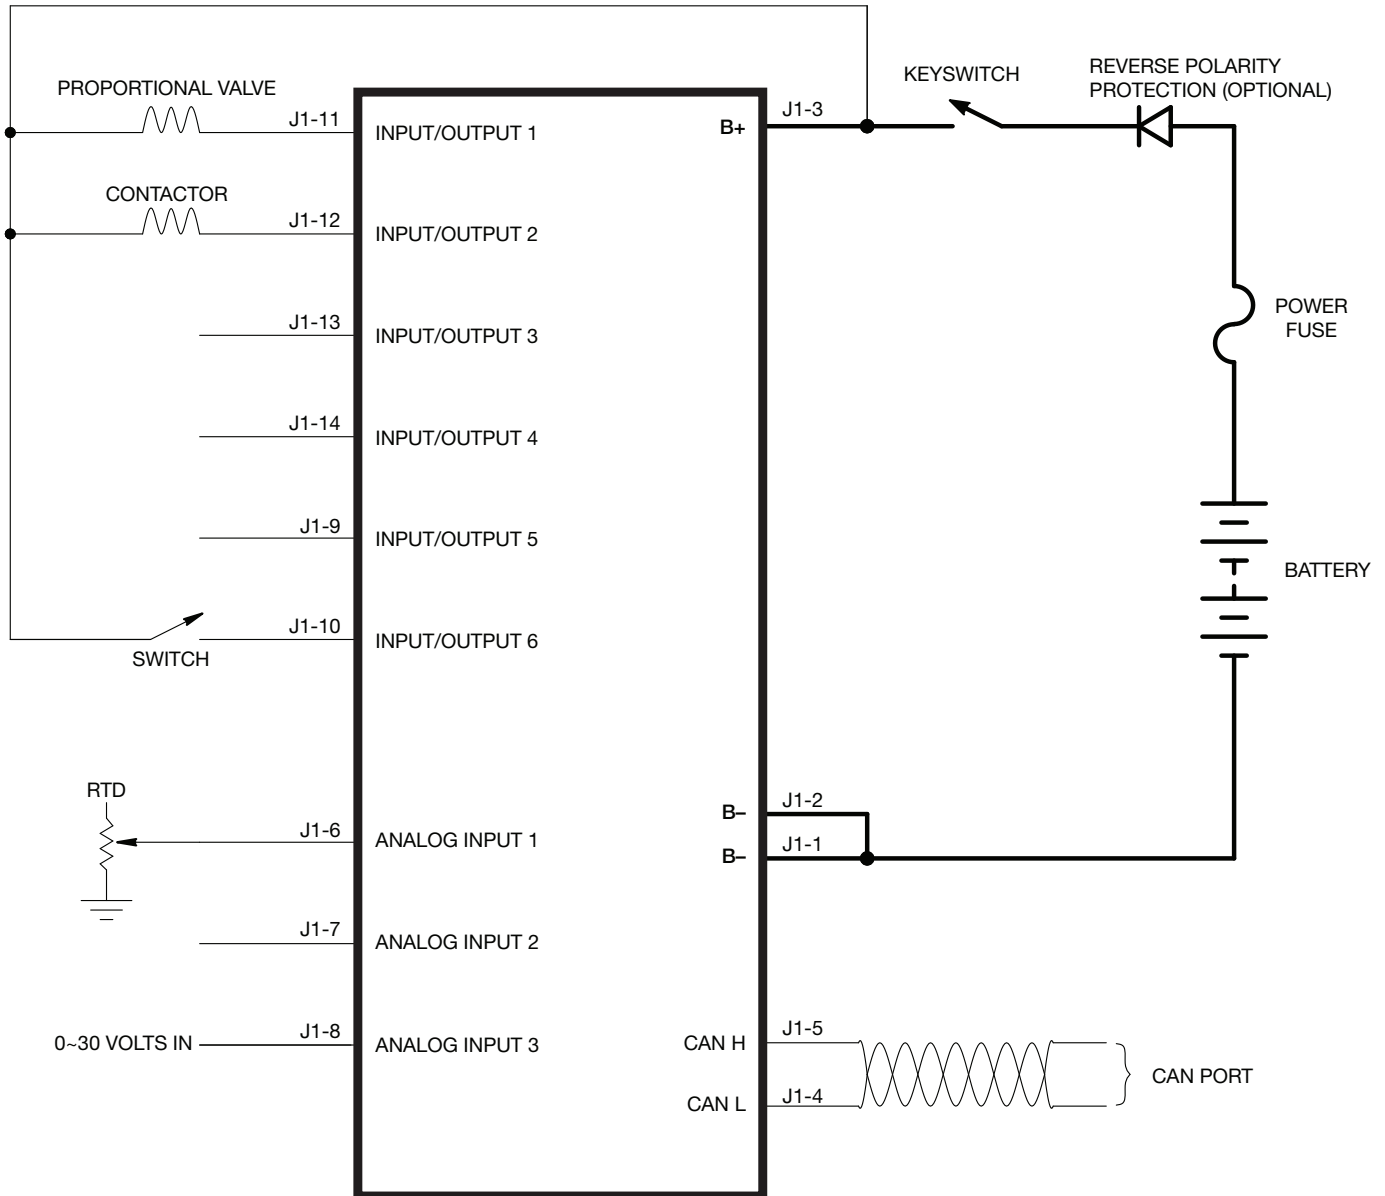 PROPORTIONAL VALVE
J1-11
INPUT/OUTPUT 1
CONTACTOR
J1-12
INPUT/OUTPUT 2
J1-13
INPUT/OUTPUT 3
J1-14
INPUT/OUTPUT 4
J1-9
INPUT/OUTPUT 5
J1-10
INPUT/OUTPUT 6
SWITCH
RTD
J1-6
ANALOG INPUT 1
J1-7
ANALOG INPUT 2
0~30 VOLTS IN
J1-8
ANALOG INPUT 3
B+
J1-3
KEYSWITCH
REVERSE POLARITY
PROTECTION (OPTIONAL)
POWER
FUSE
BATTERY
B–
J1-2
B–
J1-1
CAN H
J1-5
CAN L
J1-4
CAN PORT